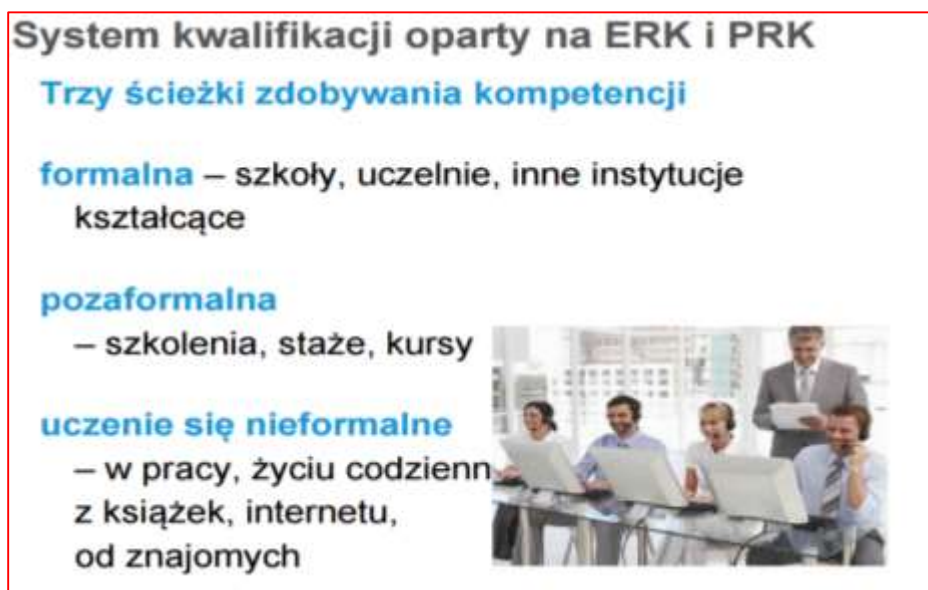 System kwalifikacji oparty na ERK i PRK
Trzy ścieżki zdobywania kompetencji
formalna – szkoły, uczelnie, inne instytucje
kształcące
pozaformalna
– szkolenia, staże, kursy
uczenie się nieformalne
– w pracy, życiu codzienn
z książek, internetu,
od znajomych